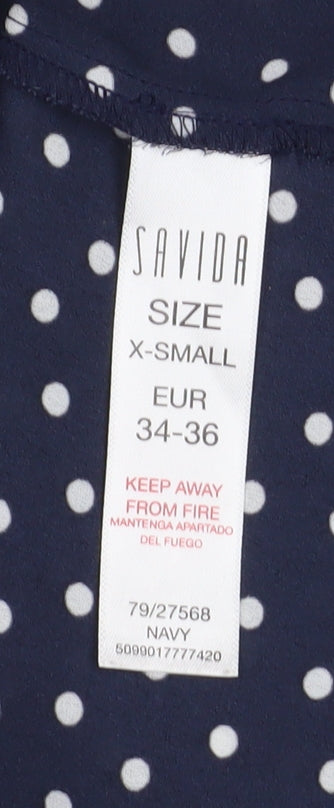 SAVIDA
SIZE
X-SMALL
EUR
34-36
KEEP AWAY
FROM FIRE
MANTENGA APARTADO
DEL FUEGO
79/27568
NAVY
5099017777420